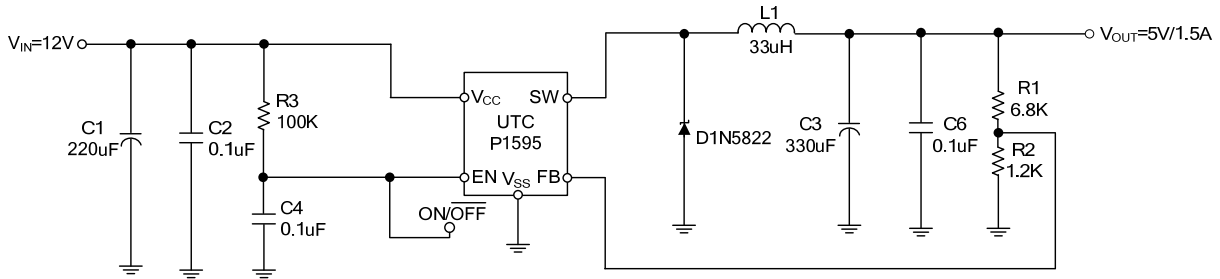 L1
33uH
V_IN=12V
V_OUT=5V/1.5A
C1
220uF
C2
0.1uF
R3
100K
C4
0.1uF
V_CC
SW
UTC
P1595
EN
V_SS
FB
ON/O̅F̅F̅
D1N5822
C3
330uF
C6
0.1uF
R1
6.8K
R2
1.2K